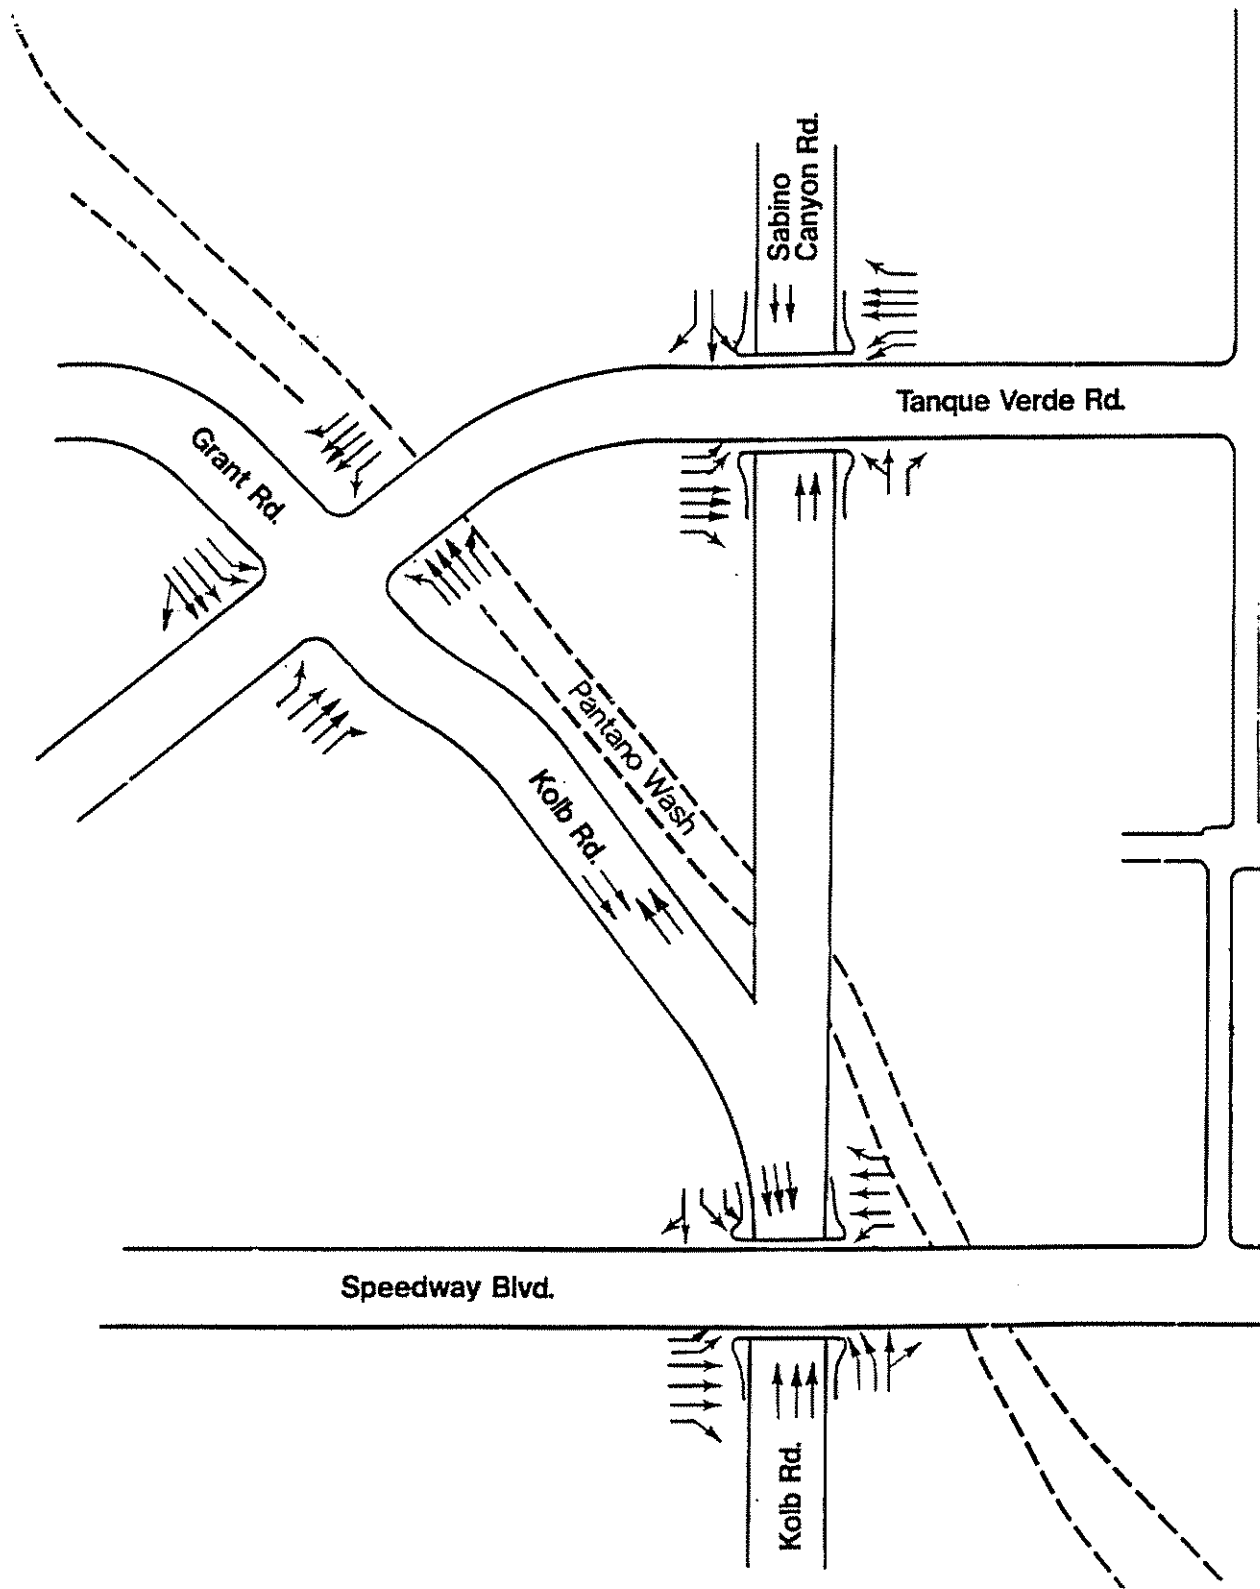 Sabino
Canyon Rd.
Tanque Verde Rd.
Grant Rd.
Pantano Wash
Kolb Rd.
Speedway Blvd.
Kolb Rd.